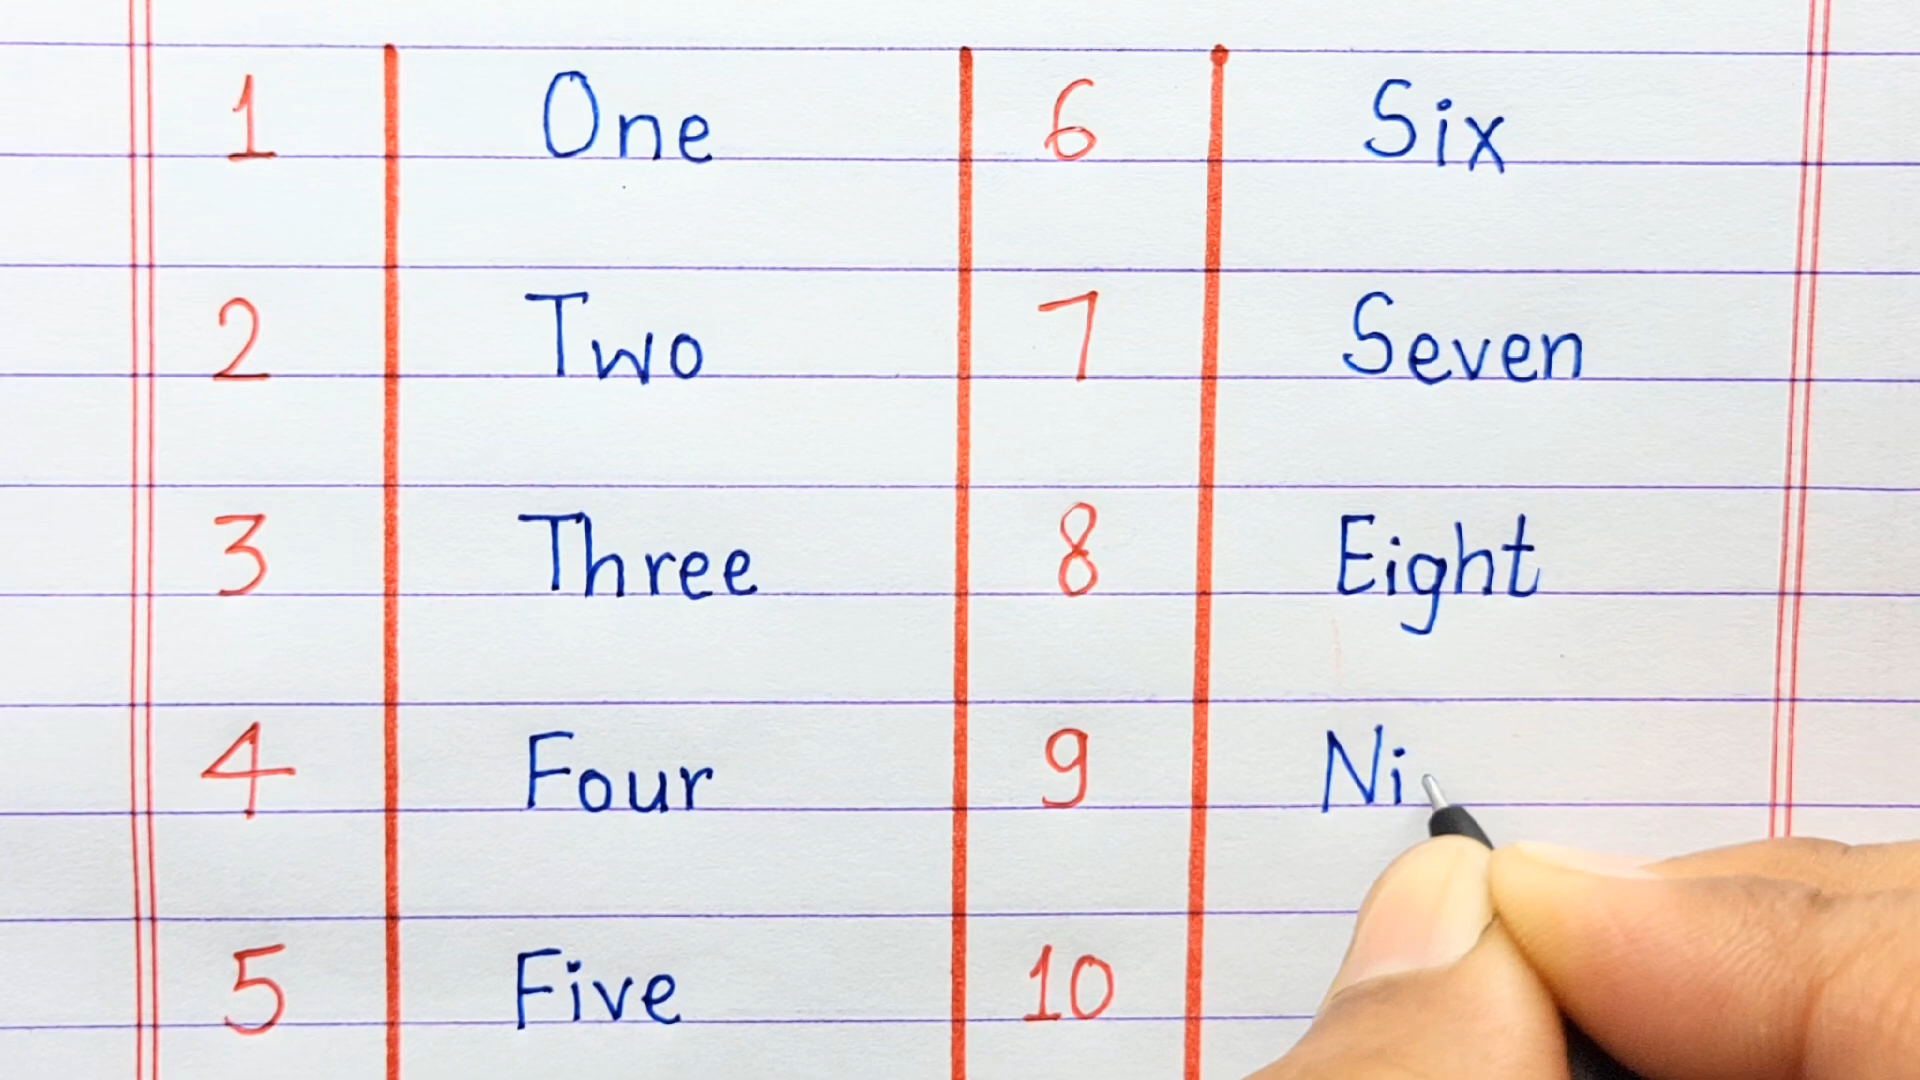 1 One 6 Six
2 Two 7 Seven
3 Three 8 Eight
4 Four 9 Ni
5 Five 10